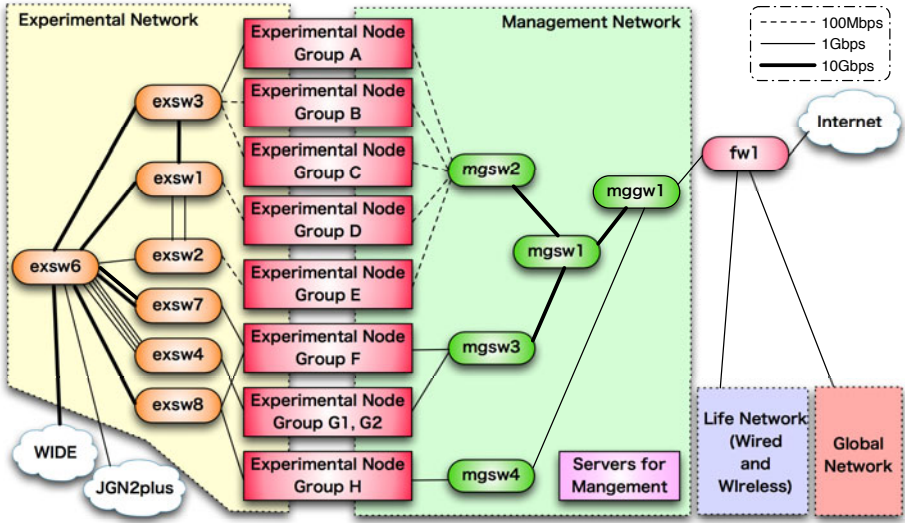 Experimental Network
Management Network
100Mbps
1Gbps
10Gbps
Experimental Node
Group A
Experimental Node
Group B
Experimental Node
Group C
Experimental Node
Group D
Experimental Node
Group E
Experimental Node
Group F
Experimental Node
Group G1, G2
Experimental Node
Group H
exsw3
exsw1
exsw2
exsw6
exsw7
exsw4
exsw8
WIDE
JGN2plus
mgsw2
mggw1
mgsw1
mgsw3
mgsw4
Servers for
Mangement
fw1
Internet
Life Network
(Wired
and
WIreless)
Global
Network